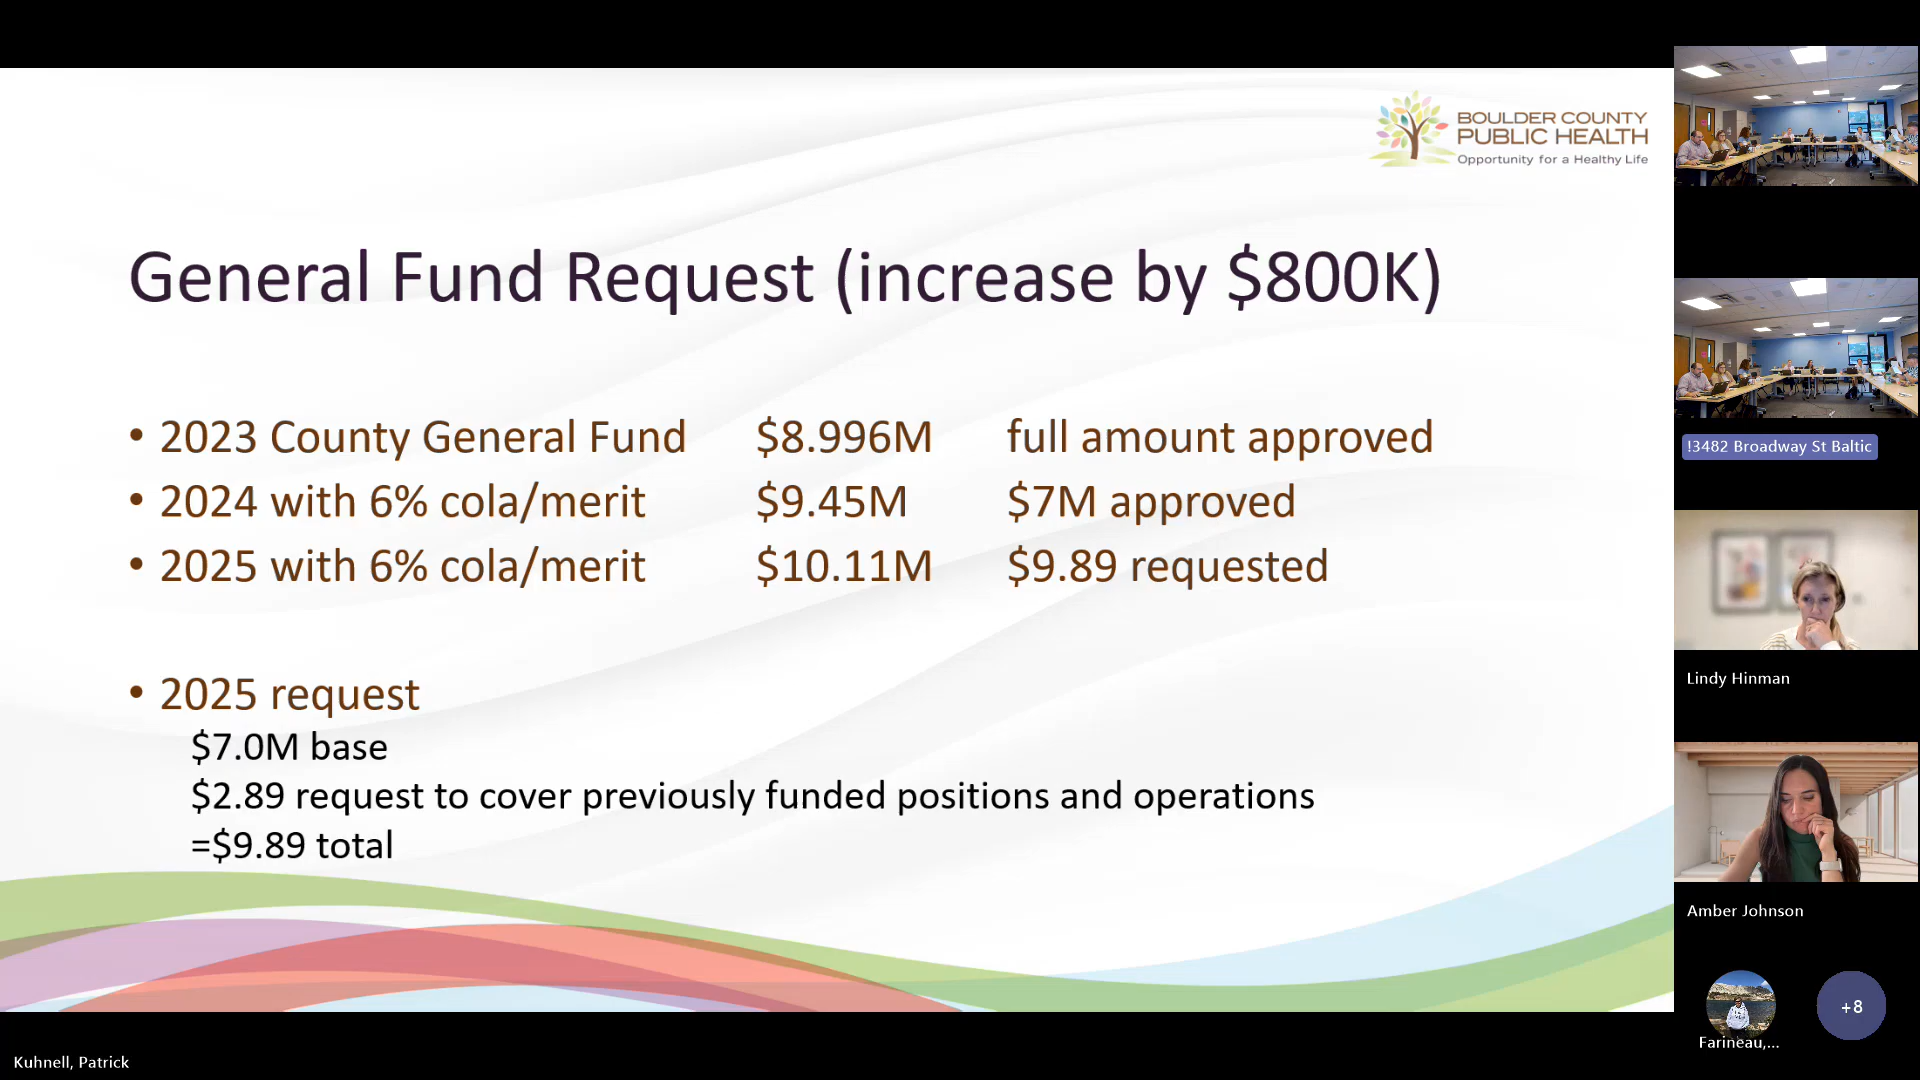 BOULDER COUNTY
PUBLIC HEALTH
Opportunity for a Healthy Life
General Fund Request (increase by $800K)
• 2023 County General Fund $8.996M full amount approved
• 2024 with 6% cola/merit $9.45M $7M approved
• 2025 with 6% cola/merit $10.11M $9.89 requested
• 2025 request
$7.0M base
$2.89 request to cover previously funded positions and operations
=$9.89 total
!3482 Broadway St Baltic
Lindy Hinman
Amber Johnson
+8
Farineau,...
Kuhnell, Patrick